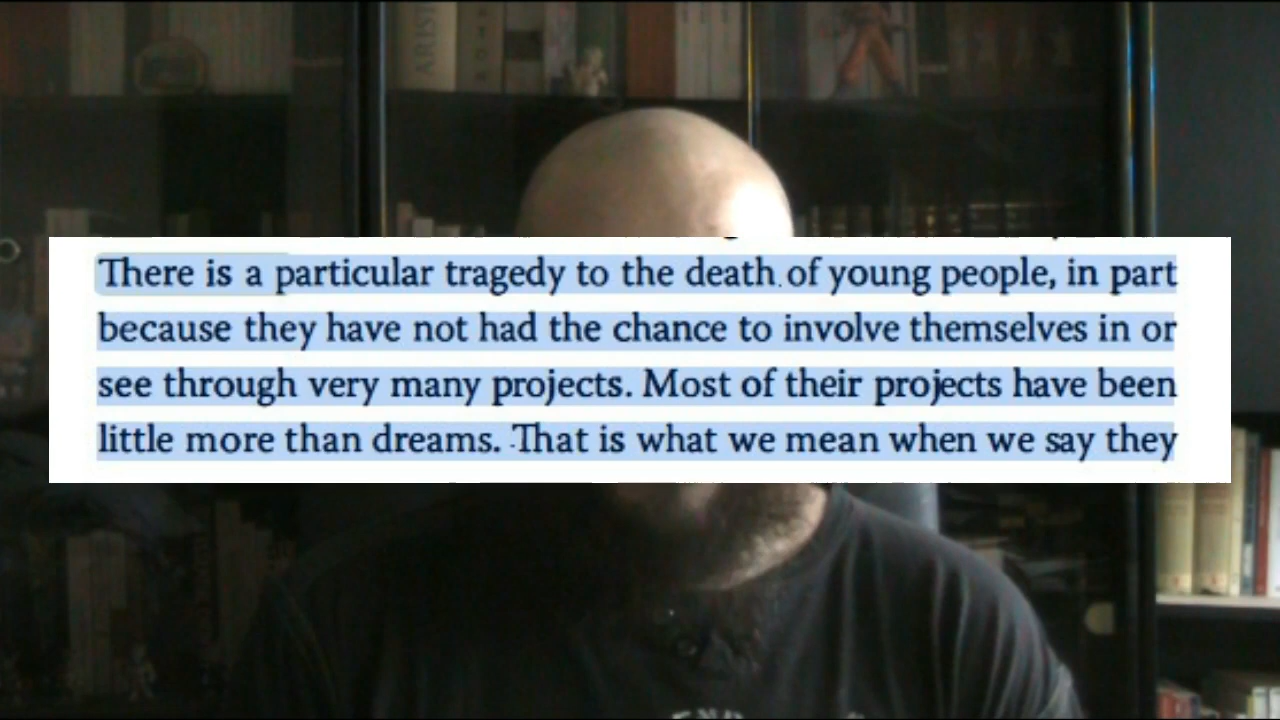 ARIST
There is a particular tragedy to the death of young people, in part
because they have not had the chance to involve themselves in or
see through very many projects. Most of their projects have been
little more than dreams. That is what we mean when we say they